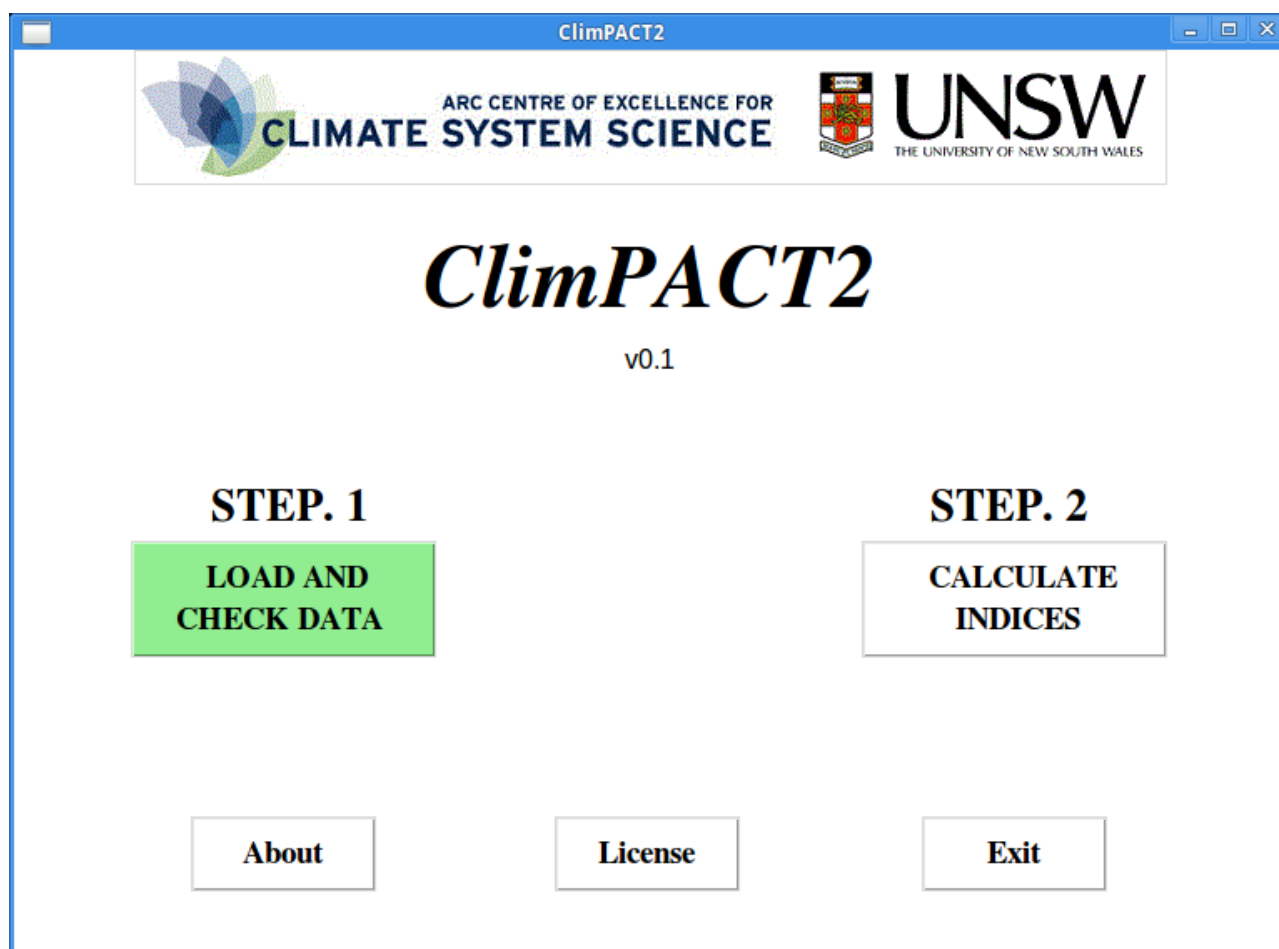 ClimPACT2
ARC CENTRE OF EXCELLENCE FOR
CLIMATE SYSTEM SCIENCE
UNSW
THE UNIVERSITY OF NEW SOUTH WALES
ClimPACT2
v0.1
STEP. 1
LOAD AND
CHECK DATA
STEP. 2
CALCULATE
INDICES
About
License
Exit